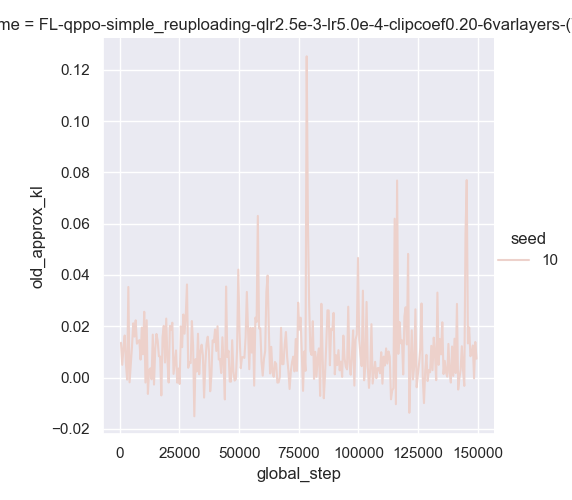 me = FL-qppo-simple_reuploading-qlr2.5e-3-lr5.0e-4-clipcoef0.20-6varlayers-(
0.12
0.10
0.08
0.06
0.04
0.02
0.00
−0.02
old_approx_kl
0 25000 50000 75000 100000 125000 150000
global_step
seed
10